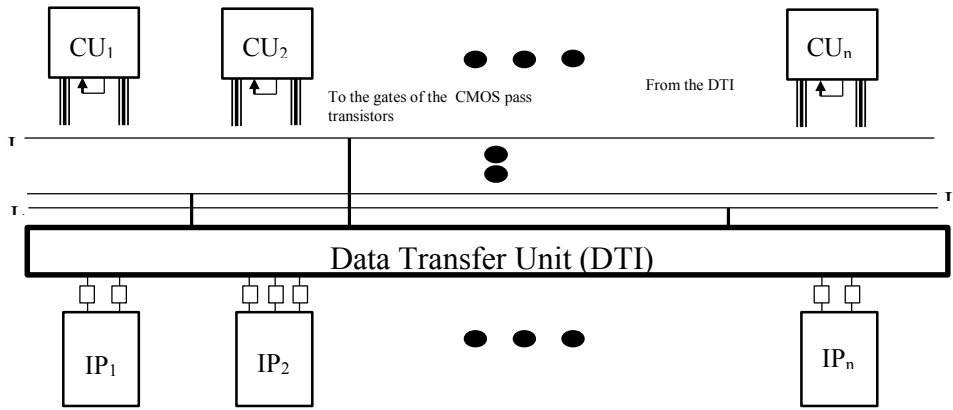 CU₁
CU₂
CUₙ
To the gates of the CMOS pass
transistors
From the DTI
Data Transfer Unit (DTI)
IP₁
IP₂
IPₙ